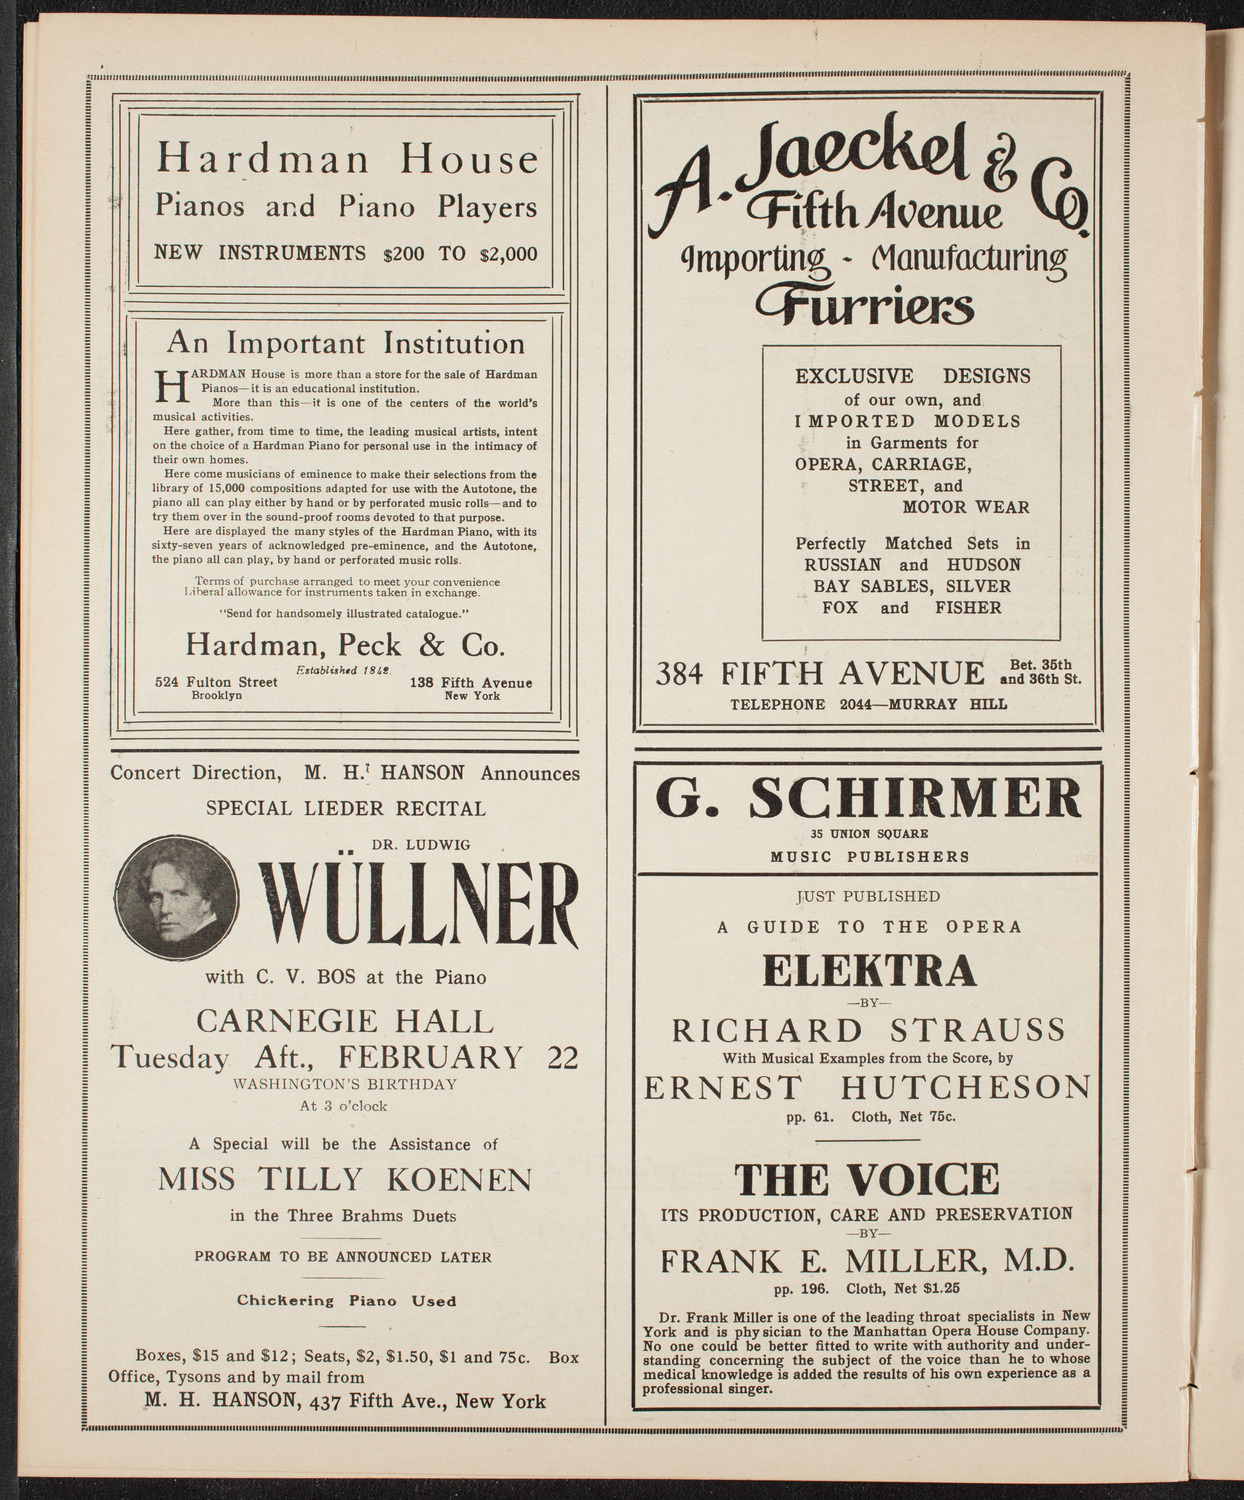 Hardman House
Pianos and Piano Players
NEW INSTRUMENTS $200 TO $2,000
An Important Institution
HARDMAN House is more than a store for the sale of Hardman
Pianos—it is an educational institution.
More than this—it is one of the centers of the world's
musical activities.
Here gather, from time to time, the leading musical artists, intent
on the choice of a Hardman Piano for personal use in the intimacy of
their own homes.
Here come musicians of eminence to make their selections from the
library of 15,000 compositions adapted for use with the Autotone, the
piano all can play either by hand or by perforated music rolls—and to
try them over in the sound-proof rooms devoted to that purpose.
Here are displayed the many styles of the Hardman Piano, with its
sixty-seven years of acknowledged pre-eminence, and the Autotone,
the piano all can play, by hand or perforated music rolls.
Terms of purchase arranged to meet your convenience.
Liberal allowance for instruments taken in exchange.
"Send for handsomely illustrated catalogue."
Hardman, Peck & Co.
Established 1842.
524 Fulton Street 138 Fifth Avenue
Brooklyn New York
Concert Direction, M. H. HANSON Announces
SPECIAL LIEDER RECITAL
DR. LUDWIG
WÜLLNER
with C. V. BOS at the Piano
CARNEGIE HALL
Tuesday Aft., FEBRUARY 22
WASHINGTON'S BIRTHDAY
At 3 o'clock
A Special will be the Assistance of
MISS TILLY KOENEN
in the Three Brahms Duets
PROGRAM TO BE ANNOUNCED LATER
Chickering Piano Used
Boxes, $15 and $12; Seats, $2, $1.50, $1 and 75c. Box
Office, Tysons and by mail from
M. H. HANSON, 437 Fifth Ave., New York
A. Jaeckel & Co.
Fifth Avenue
Importing - Manufacturing
Furriers
EXCLUSIVE DESIGNS
of our own, and
IMPORTED MODELS
in Garments for
OPERA, CARRIAGE,
STREET, and
MOTOR WEAR
Perfectly Matched Sets in
RUSSIAN and HUDSON
BAY SABLES, SILVER
FOX and FISHER
384 FIFTH AVENUE Bet. 35th
and 36th St.
TELEPHONE 2044—MURRAY HILL
G. SCHIRMER
35 UNION SQUARE
MUSIC PUBLISHERS
JUST PUBLISHED
A GUIDE TO THE OPERA
ELEKTRA
—BY—
RICHARD STRAUSS
With Musical Examples from the Score, by
ERNEST HUTCHESON
pp. 61. Cloth, Net 75c.
THE VOICE
ITS PRODUCTION, CARE AND PRESERVATION
—BY—
FRANK E. MILLER, M.D.
pp. 196. Cloth, Net $1.25
Dr. Frank Miller is one of the leading throat specialists in New
York and is physician to the Manhattan Opera House Company.
No one could be better fitted to write with authority and under-
standing concerning the subject of the voice than he to whose
medical knowledge is added the results of his own experience as a
professional singer.